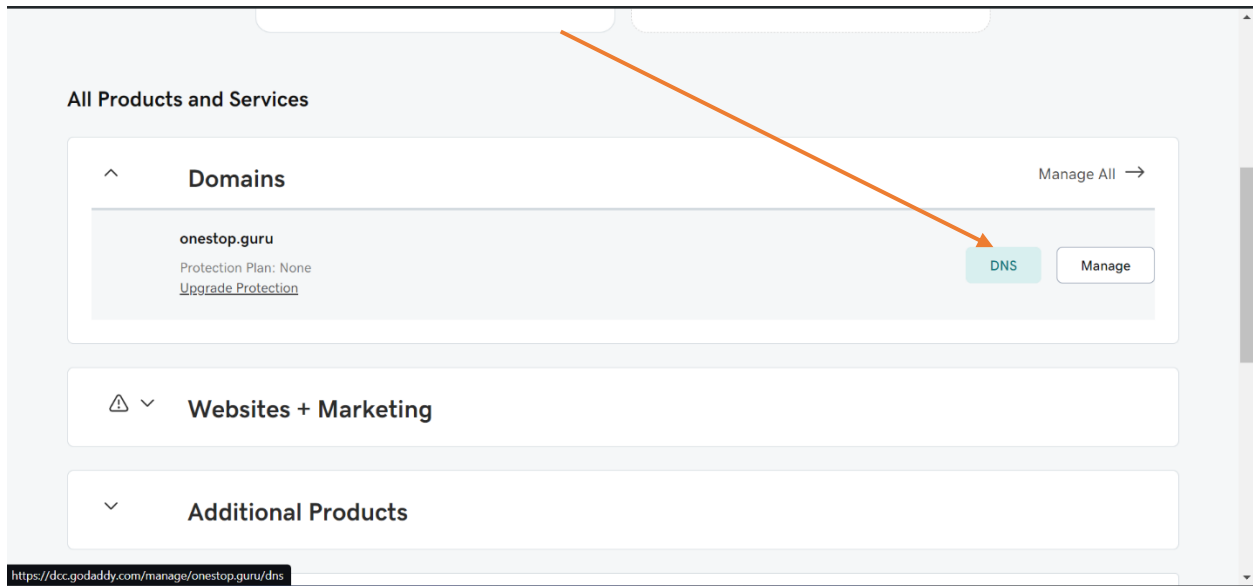 All Products and Services
Domains
Manage All →
onestop.guru
Protection Plan: None
Upgrade Protection
DNS
Manage
Websites + Marketing
Additional Products
https://dcc.godaddy.com/manage/onestop.guru/dns